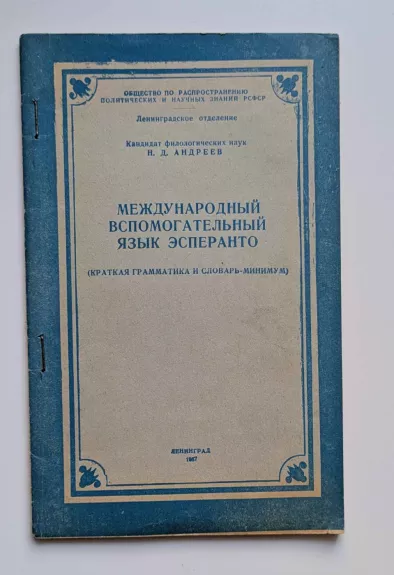 ОБЩЕСТВО ПО РАСПРОСТРАНЕНИЮ
ПОЛИТИЧЕСКИХ И НАУЧНЫХ ЗНАНИЙ РСФСР
Ленинградское отделение
Кандидат филологических наук
Н. Д. АНДРЕЕВ
МЕЖДУНАРОДНЫЙ
ВСПОМОГАТЕЛЬНЫЙ
ЯЗЫК ЭСПЕРАНТО
(КРАТКАЯ ГРАММАТИКА И СЛОВАРЬ-МИНИМУМ)
ЛЕНИНГРАД
1957